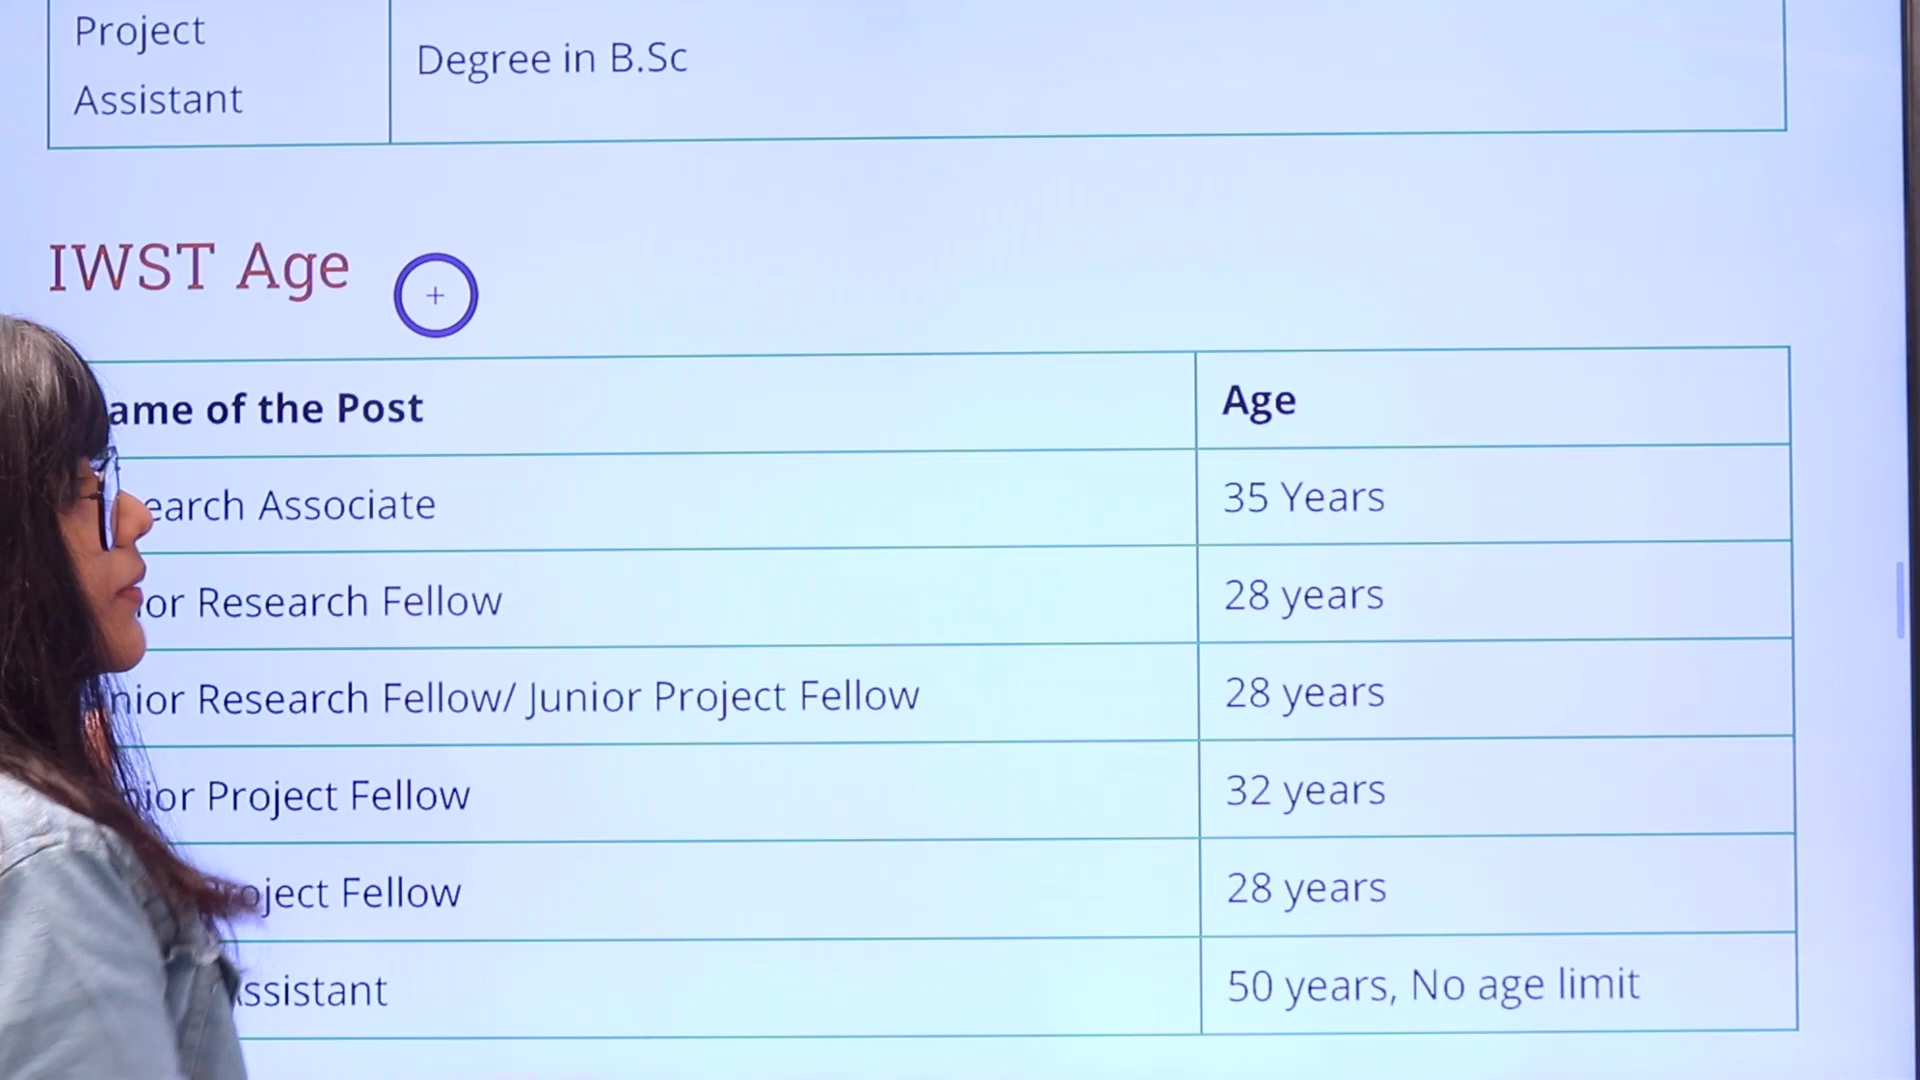 Project
Assistant
Degree in B.Sc
IWST Age
+
ame of the Post
Age
earch Associate
35 Years
or Research Fellow
28 years
nior Research Fellow/ Junior Project Fellow
28 years
ior Project Fellow
32 years
oject Fellow
28 years
ssistant
50 years, No age limit